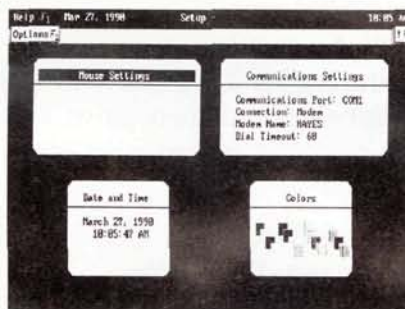 Help F1 Mar 27, 1990 Setup 10:05 AM
Options F2
Mouse Settings
Communications Settings
Communications Port: COM1
Connection: Modem
Modem Name: HAYES
Dial Timeout: 60
Date and Time
March 27, 1990
10:05:47 AM
Colors